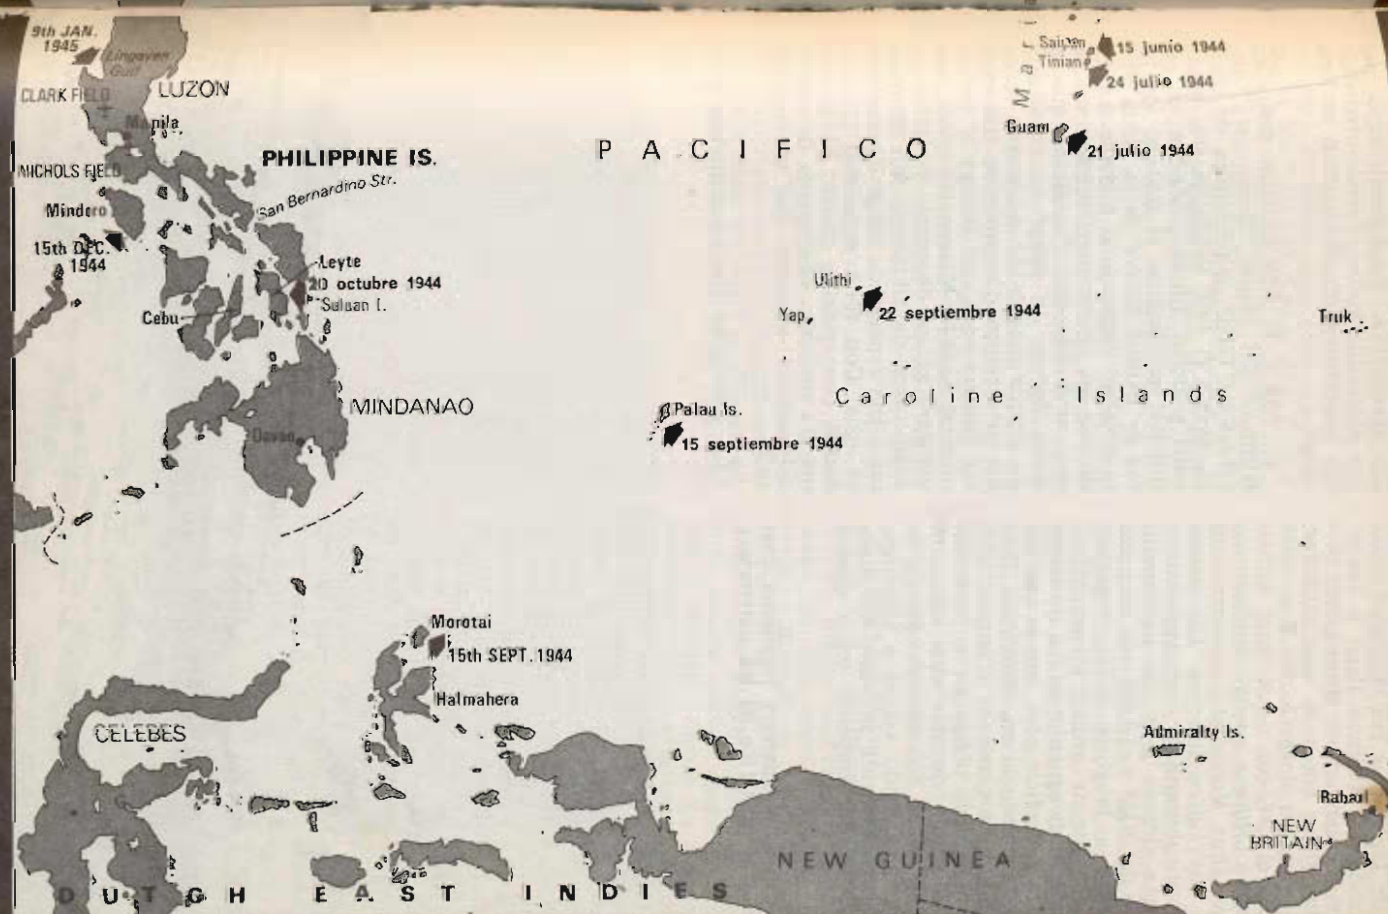 9th JAN.
1945
Lingayen
Gulf
CLARK FIELD
LUZON
Manila
NICHOLS FIELD
PHILIPPINE IS.
San Bernardino Str.
Mindoro
15th DEC.
1944
Leyte
20 octubre 1944
Suluan I.
Cebu
MINDANAO
Davao
PACIFICO
Mari
Saipan
15 junio 1944
Tinian
24 julio 1944
Guam
21 julio 1944
Ulithi
22 septiembre 1944
Yap
Truk
Caroline Islands
Palau Is.
15 septiembre 1944
Morotai
15th SEPT. 1944
Halmahera
CELEBES
Admiralty Is.
Rabaul
NEW
BRITAIN
NEW GUINEA
DUTCH EAST INDIES